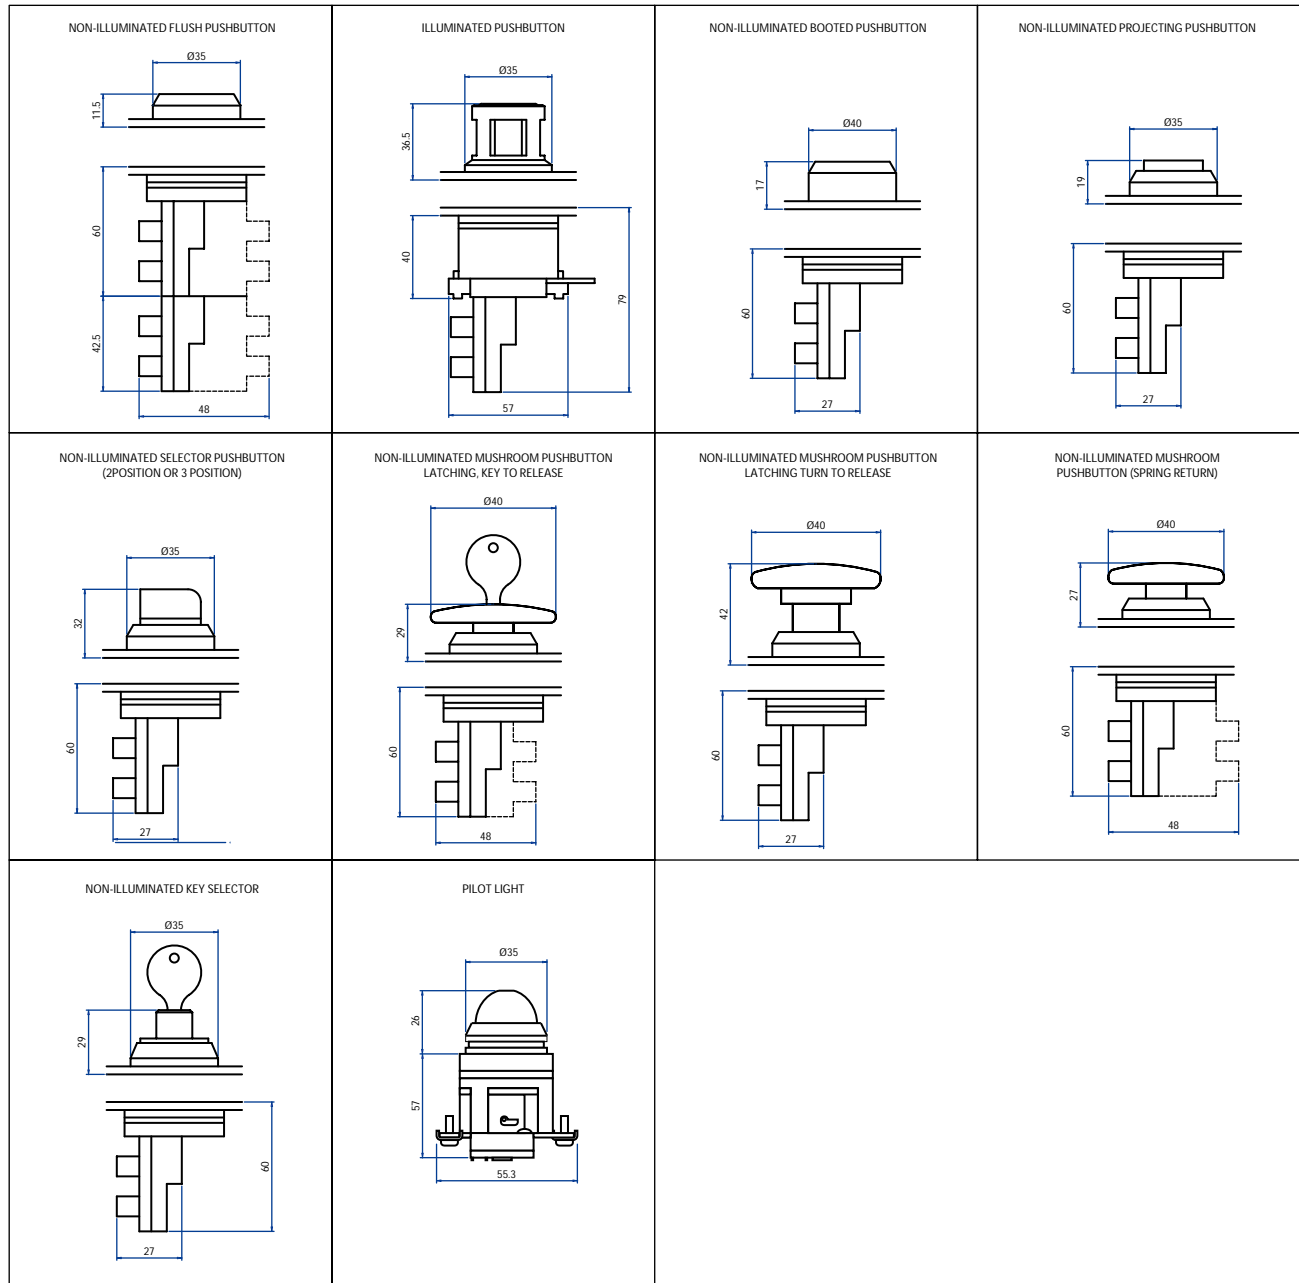 NON-ILLUMINATED FLUSH PUSHBUTTON
Ø35
11.5
60
42.5
48
ILLUMINATED PUSHBUTTON
Ø35
36.5
40
79
57
NON-ILLUMINATED BOOTED PUSHBUTTON
Ø40
17
60
27
NON-ILLUMINATED PROJECTING PUSHBUTTON
Ø35
19
60
27
NON-ILLUMINATED SELECTOR PUSHBUTTON
(2POSITION OR 3 POSITION)
Ø35
32
60
27
NON-ILLUMINATED MUSHROOM PUSHBUTTON
LATCHING, KEY TO RELEASE
Ø40
29
60
48
NON-ILLUMINATED MUSHROOM PUSHBUTTON
LATCHING TURN TO RELEASE
Ø40
42
60
27
NON-ILLUMINATED MUSHROOM
PUSHBUTTON (SPRING RETURN)
Ø40
27
60
48
NON-ILLUMINATED KEY SELECTOR
Ø35
29
60
27
PILOT LIGHT
Ø35
26
57
55.3